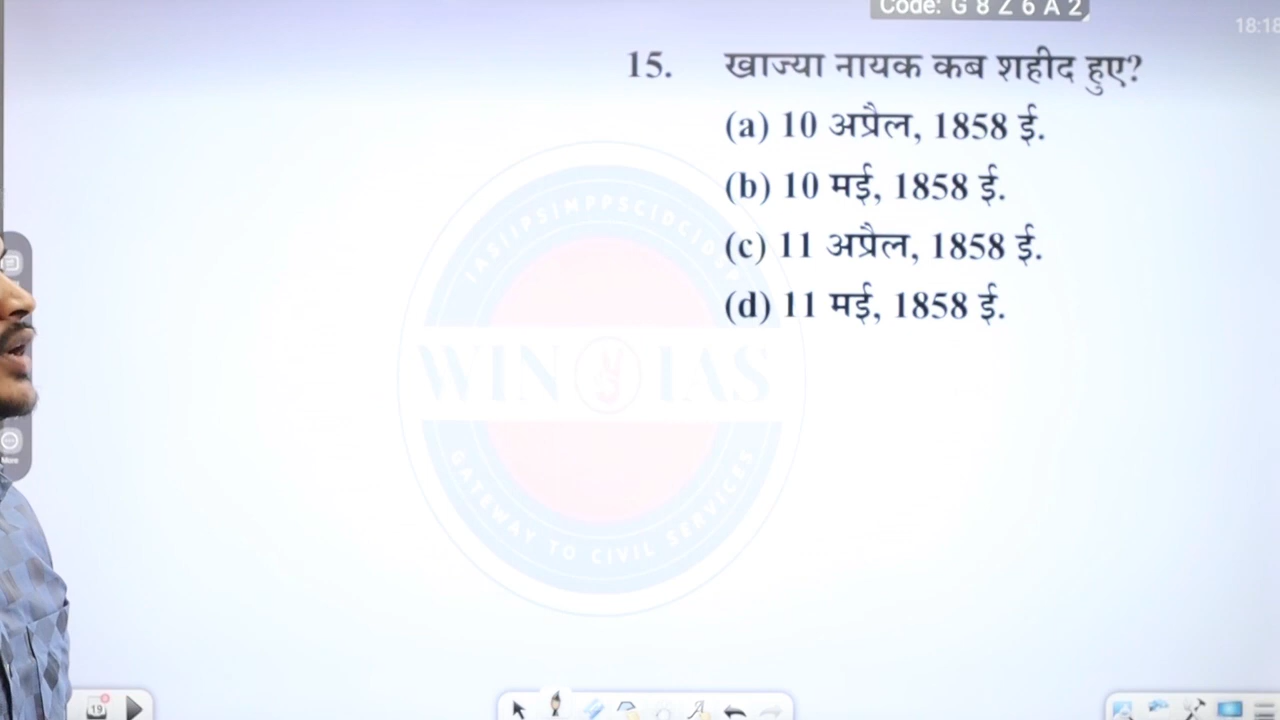 Code: G 8 Z 6 A 2
18:18
15. खाज्या नायक कब शहीद हुए?
(a) 10 अप्रैल, 1858 ई.
(b) 10 मई, 1858 ई.
(c) 11 अप्रैल, 1858 ई.
(d) 11 मई, 1858 ई.
WIN IAS
GATEWAY TO CIVIL SERVICES
More
19